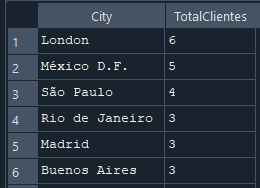 City TotalClientes
1 London 6
2 México D.F. 5
3 São Paulo 4
4 Rio de Janeiro 3
5 Madrid 3
6 Buenos Aires 3